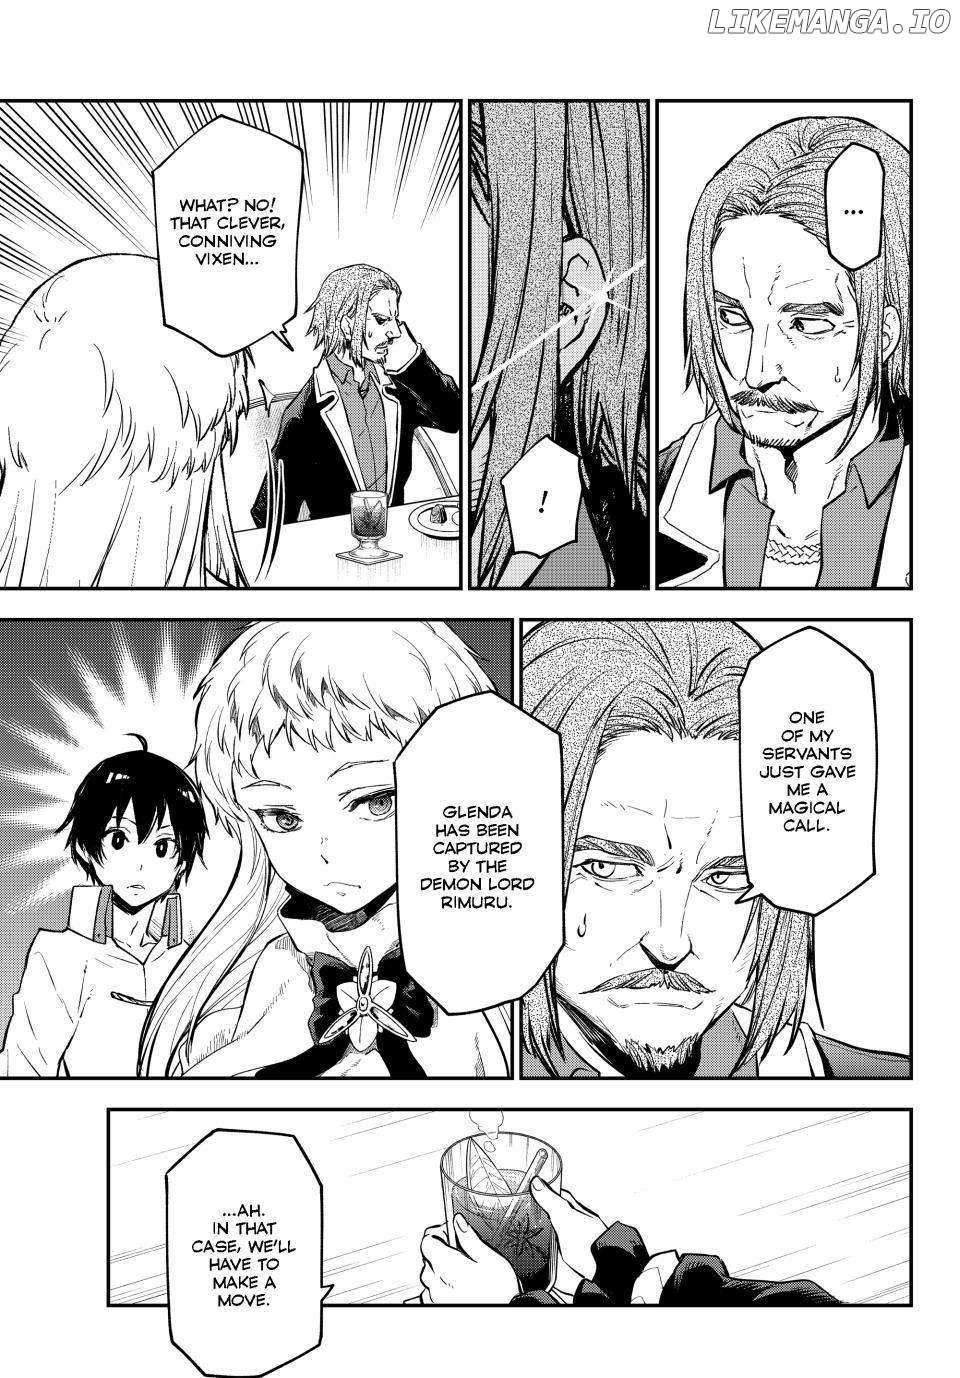 LIKEMANGA.IO
...
!
WHAT? NO!
THAT CLEVER,
CONNIVING
VIXEN...
ONE
OF MY
SERVANTS
JUST GAVE
ME A
MAGICAL
CALL.
GLENDA
HAS BEEN
CAPTURED
BY THE
DEMON LORD
RIMURU.
...AH.
IN THAT
CASE, WE'LL
HAVE TO
MAKE A
MOVE.